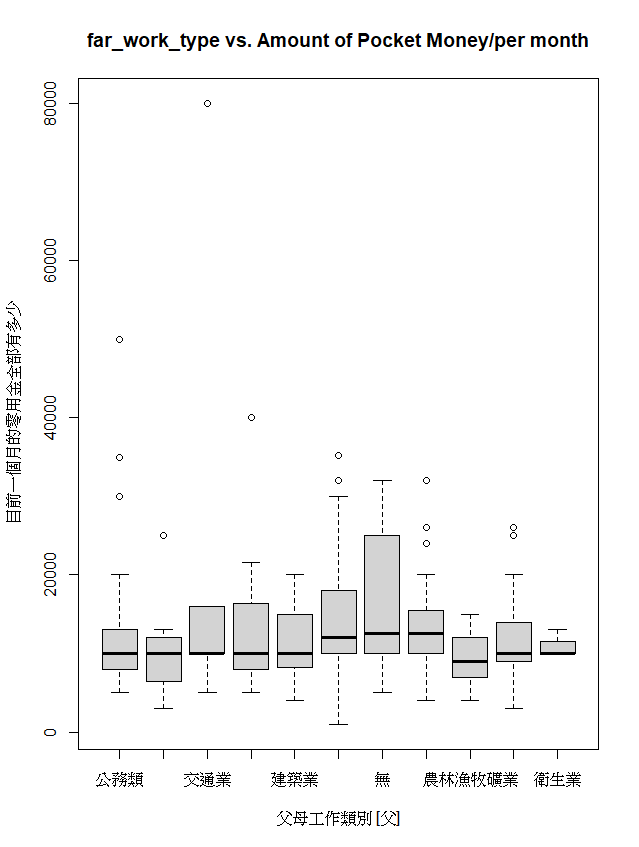 far_work_type vs. Amount of Pocket Money/per month
目前一個月的零用金全部有多少
80000
60000
40000
20000
0
公務類 交通業 建築業 無 農林漁牧礦業 衛生業
父母工作類別 [父]